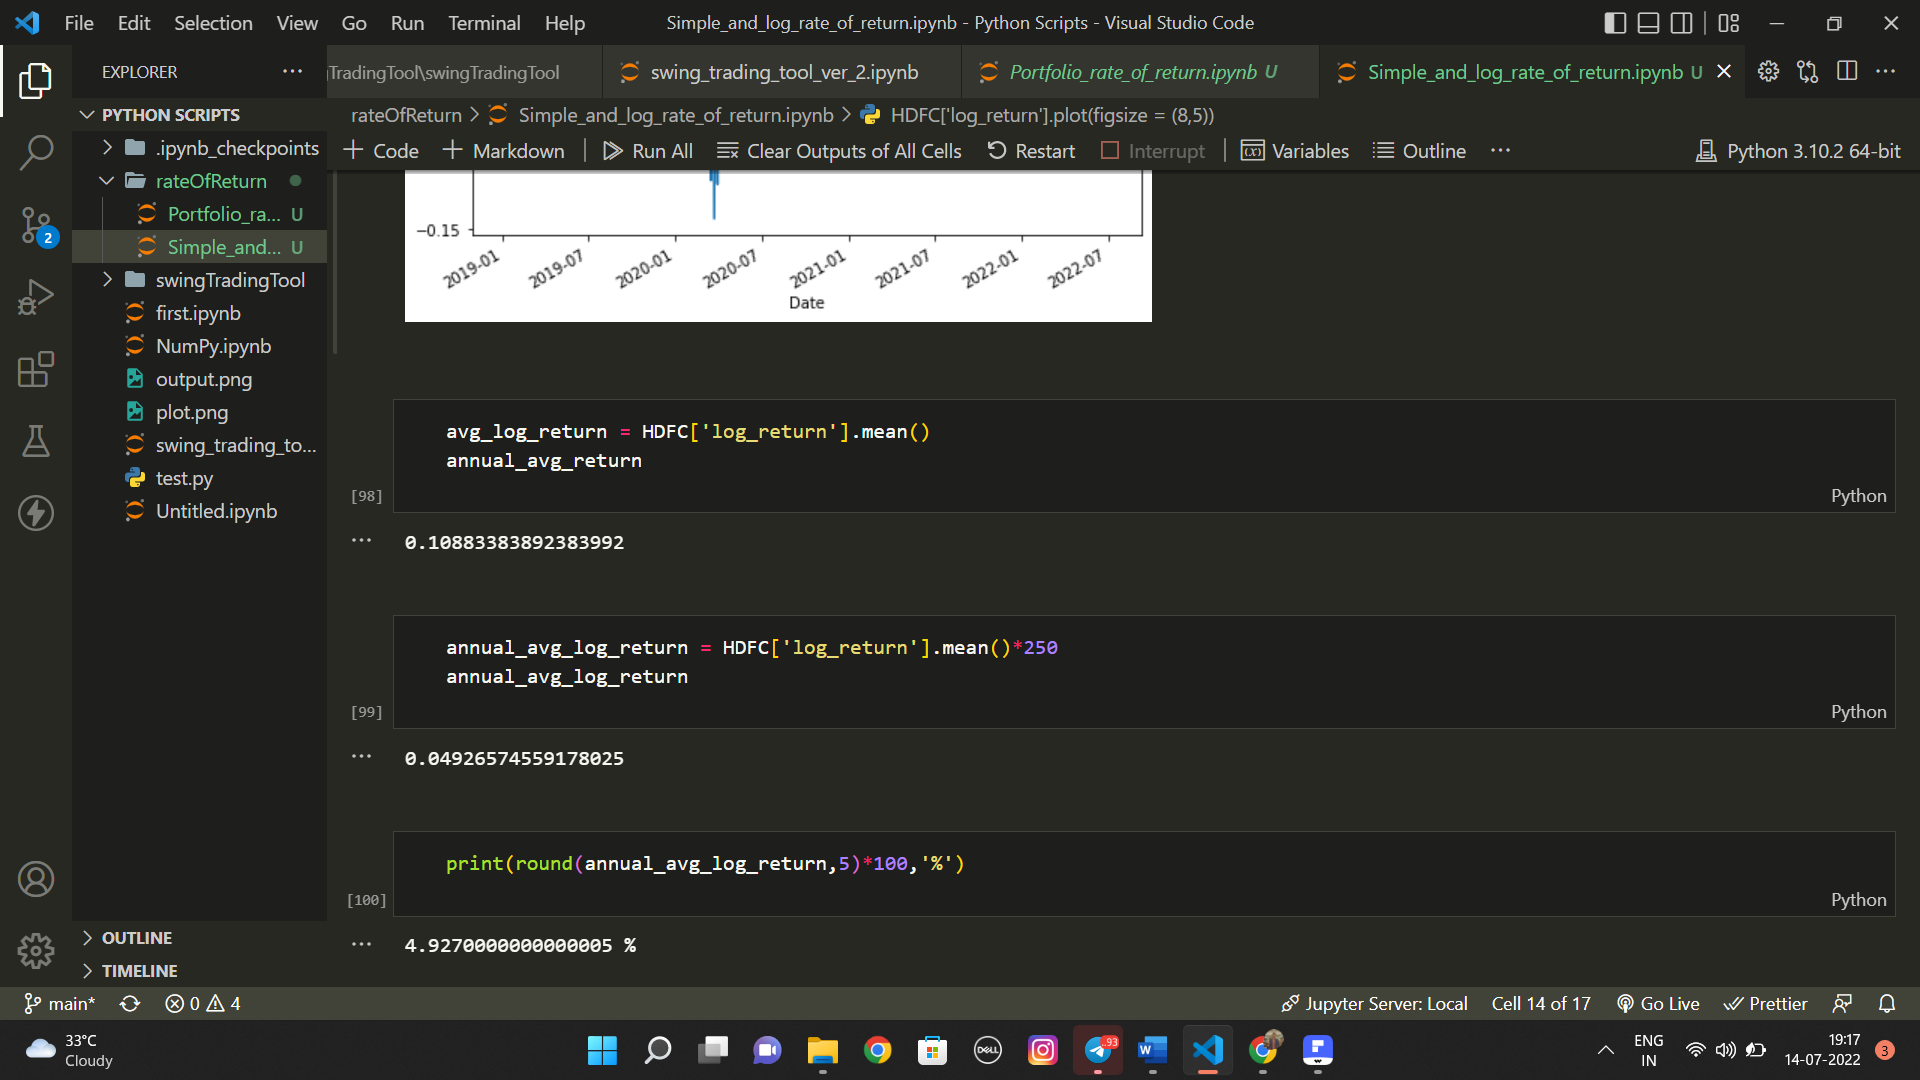 File Edit Selection View Go Run Terminal Help
Simple_and_log_rate_of_return.ipynb - Python Scripts - Visual Studio Code
EXPLORER
TradingTool\swingTradingTool
swing_trading_tool_ver_2.ipynb
Portfolio_rate_of_return.ipynb U
Simple_and_log_rate_of_return.ipynb U
PYTHON SCRIPTS
.ipynb_checkpoints
rateOfReturn
Portfolio_ra... U
Simple_and... U
swingTradingTool
first.ipynb
NumPy.ipynb
output.png
plot.png
swing_trading_to...
test.py
Untitled.ipynb
OUTLINE
TIMELINE
2
rateOfReturn > Simple_and_log_rate_of_return.ipynb > HDFC['log_return'].plot(figsize = (8,5))
+ Code + Markdown Run All Clear Outputs of All Cells Restart Interrupt Variables Outline ... Python 3.10.2 64-bit
−0.15
2019-01 2019-07 2020-01 2020-07 2021-01 2021-07 2022-01 2022-07
Date
avg_log_return = HDFC['log_return'].mean()
annual_avg_return
[98]
Python
0.10883383892383992
annual_avg_log_return = HDFC['log_return'].mean()*250
annual_avg_log_return
[99]
Python
0.04926574559178025
print(round(annual_avg_log_return,5)*100,'%')
[100]
Python
4.9270000000000005 %
main* 0 4
Jupyter Server: Local Cell 14 of 17 Go Live Prettier
33°C
Cloudy
DELL
..93
W
ENG
IN
19:17
14-07-2022
3